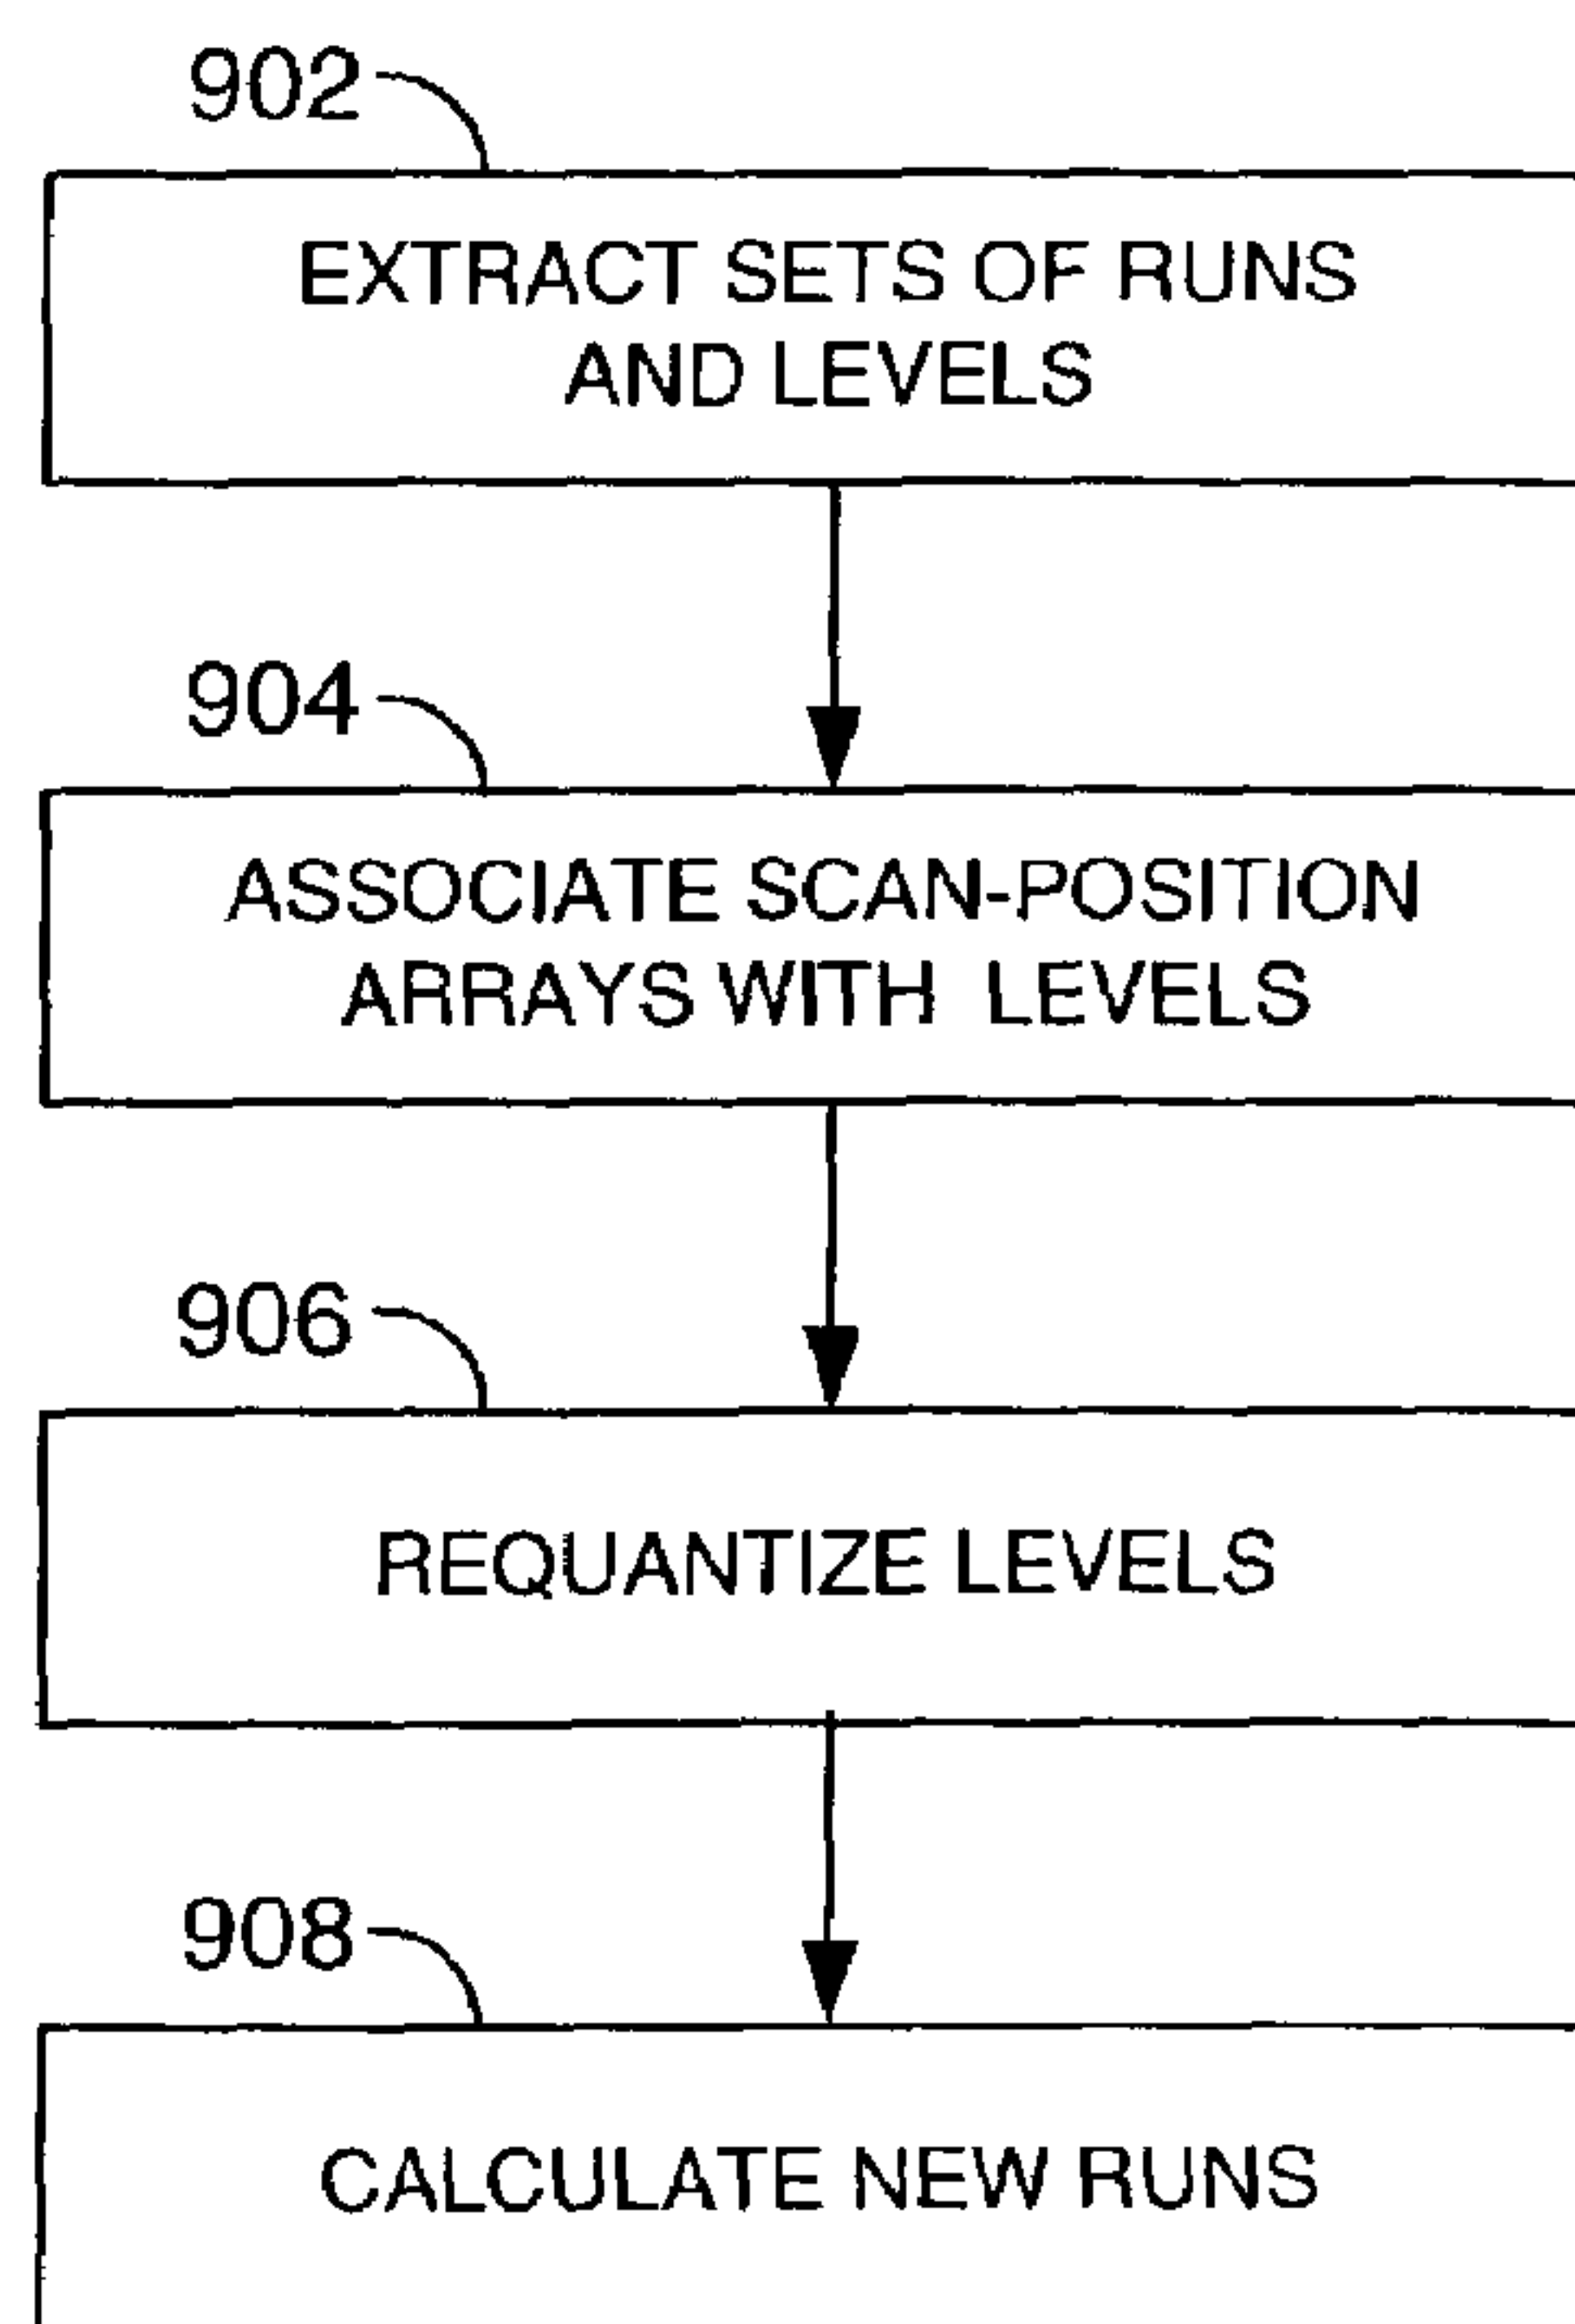 902
EXTRACT SETS OF RUNS
AND LEVELS
904
ASSOCIATE SCAN-POSITION
ARRAYS WITH LEVELS
906
REQUANTIZE LEVELS
908
CALCULATE NEW RUNS